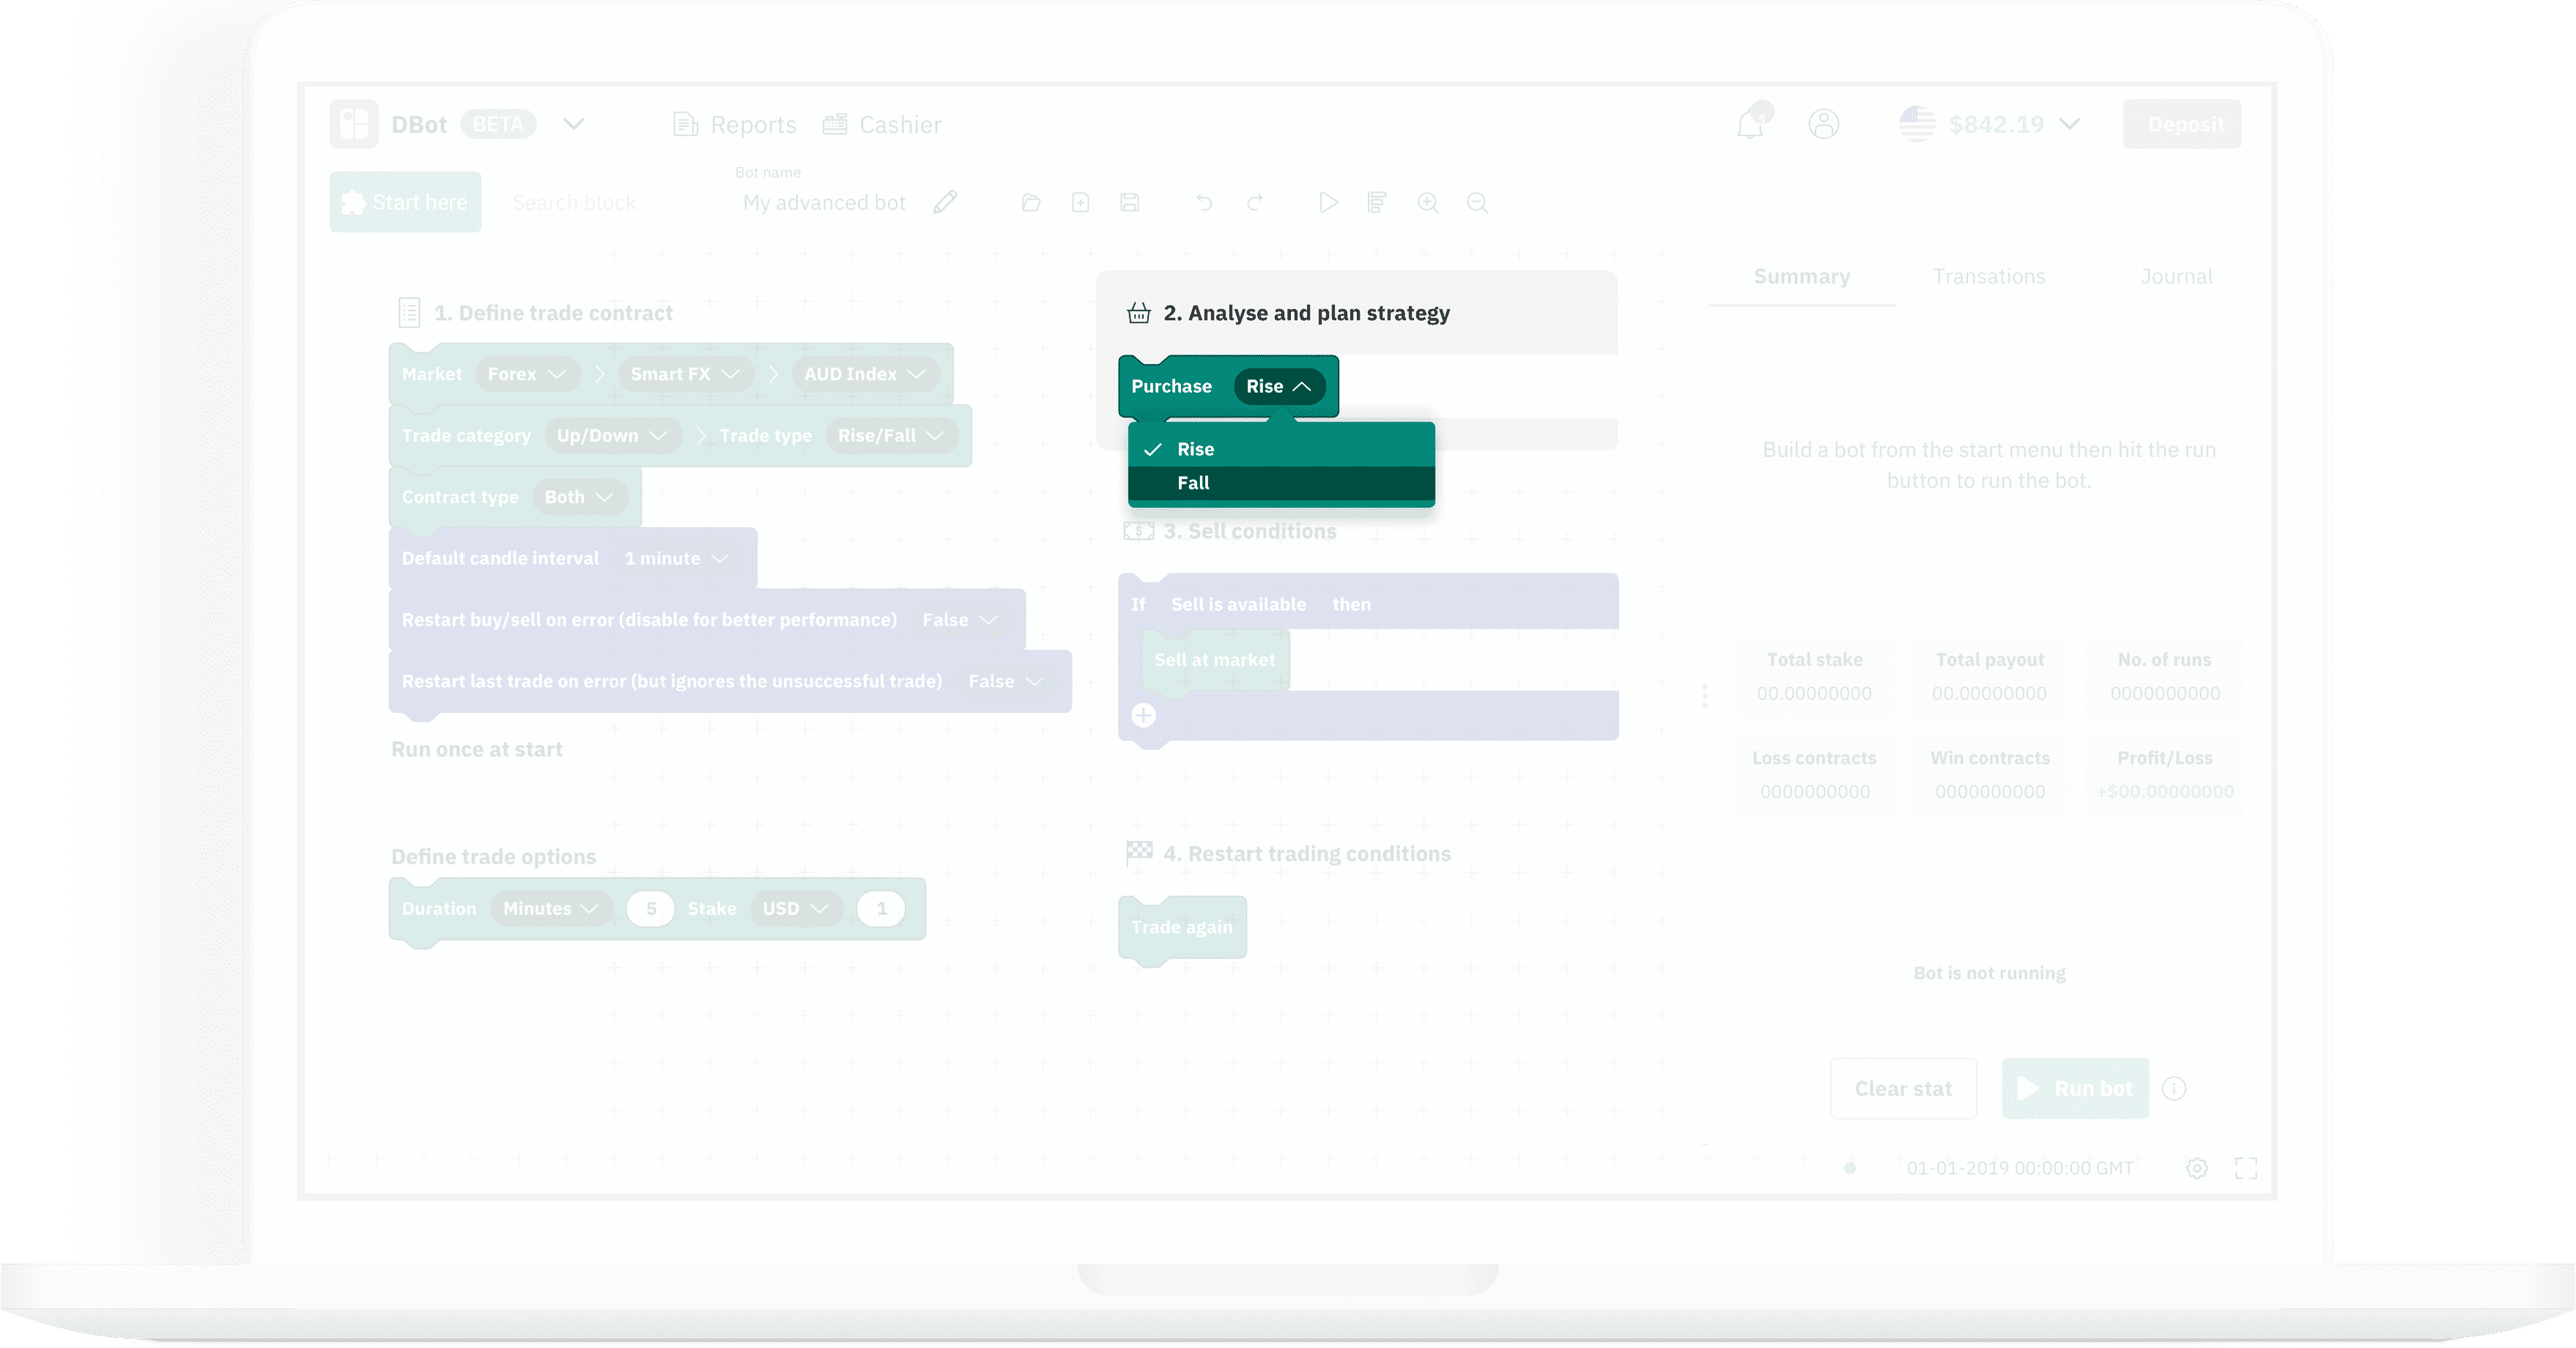 DBot BETA Reports Cashier $842.19 Deposit
Bot name
Start here Search block My advanced bot
1. Define trade contract
Market Forex Smart FX AUD Index
Trade category Up/Down Trade type Rise/Fall
Contract type Both
Default candle interval 1 minute
Restart buy/sell on error (disable for better performance) False
Restart last trade on error (but ignores the unsuccessful trade) False
Run once at start
Define trade options
Duration Minutes 5 Stake USD 1
2. Analyse and plan strategy
Purchase Rise
Rise
Fall
3. Sell conditions
If Sell is available then
Sell at market
4. Restart trading conditions
Trade again
Summary Transations Journal
Build a bot from the start menu then hit the run
button to run the bot.
Total stake Total payout No. of runs
00.00000000 00.00000000 0000000000
Loss contracts Win contracts Profit/Loss
0000000000 0000000000 +$00.00000000
Bot is not running
Clear stat Run bot
01-01-2019 00:00:00 GMT